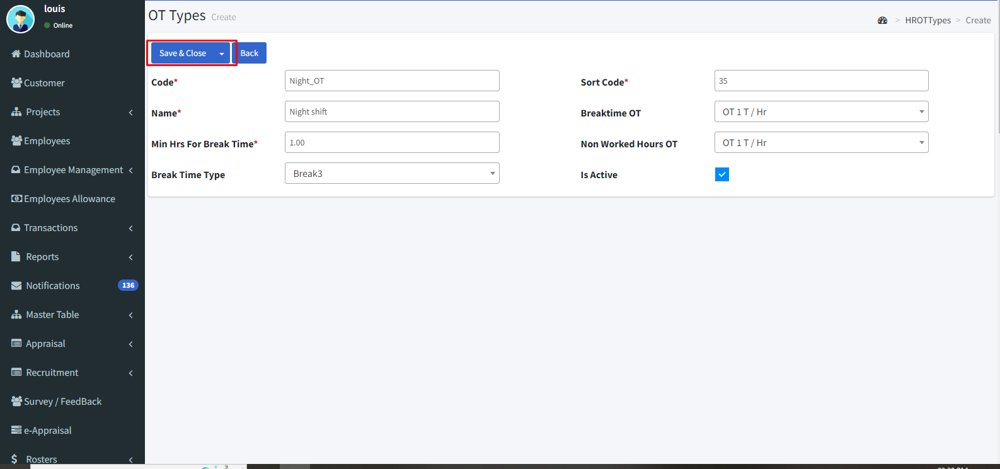 louis
Online
Dashboard
Customer
Projects
Employees
Employee Management
Employees Allowance
Transactions
Reports
Notifications 136
Master Table
Appraisal
Recruitment
Survey / FeedBack
e-Appraisal
Rosters
OT Types Create
> HROTTypes > Create
Save & Close Back
Code* Night_OT Sort Code* 35
Name* Night shift Breaktime OT OT 1 T / Hr
Min Hrs For Break Time* 1.00 Non Worked Hours OT OT 1 T / Hr
Break Time Type Break3 Is Active